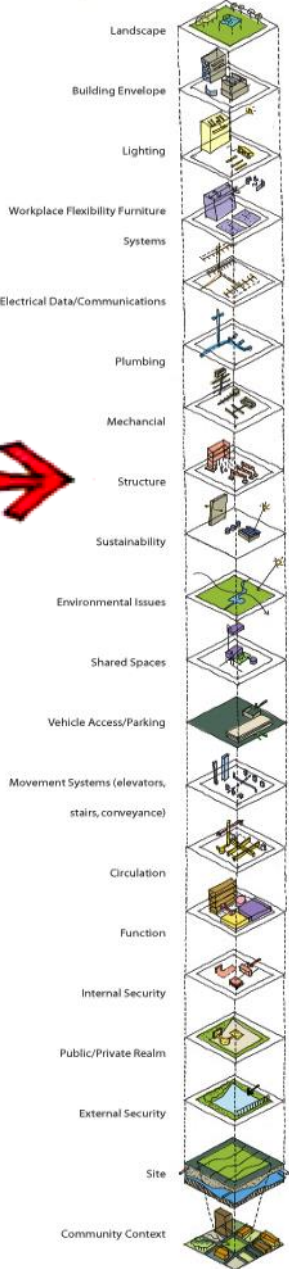 Landscape
Building Envelope
Lighting
Workplace Flexibility Furniture
Systems
Electrical Data/Communications
Plumbing
Mechancial
Structure
Sustainability
Environmental Issues
Shared Spaces
Vehicle Access/Parking
Movement Systems (elevators,
stairs, conveyance)
Circulation
Function
Internal Security
Public/Private Realm
External Security
Site
Community Context